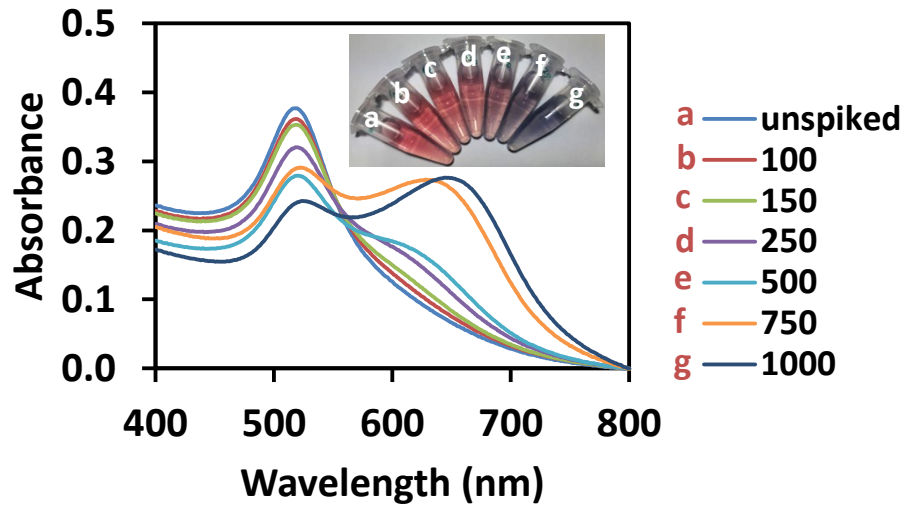 0.5
0.4
0.3
0.2
0.1
0.0
Absorbance
400 500 600 700 800
Wavelength (nm)
a b c d e f g
a unspiked
b 100
c 150
d 250
e 500
f 750
g 1000